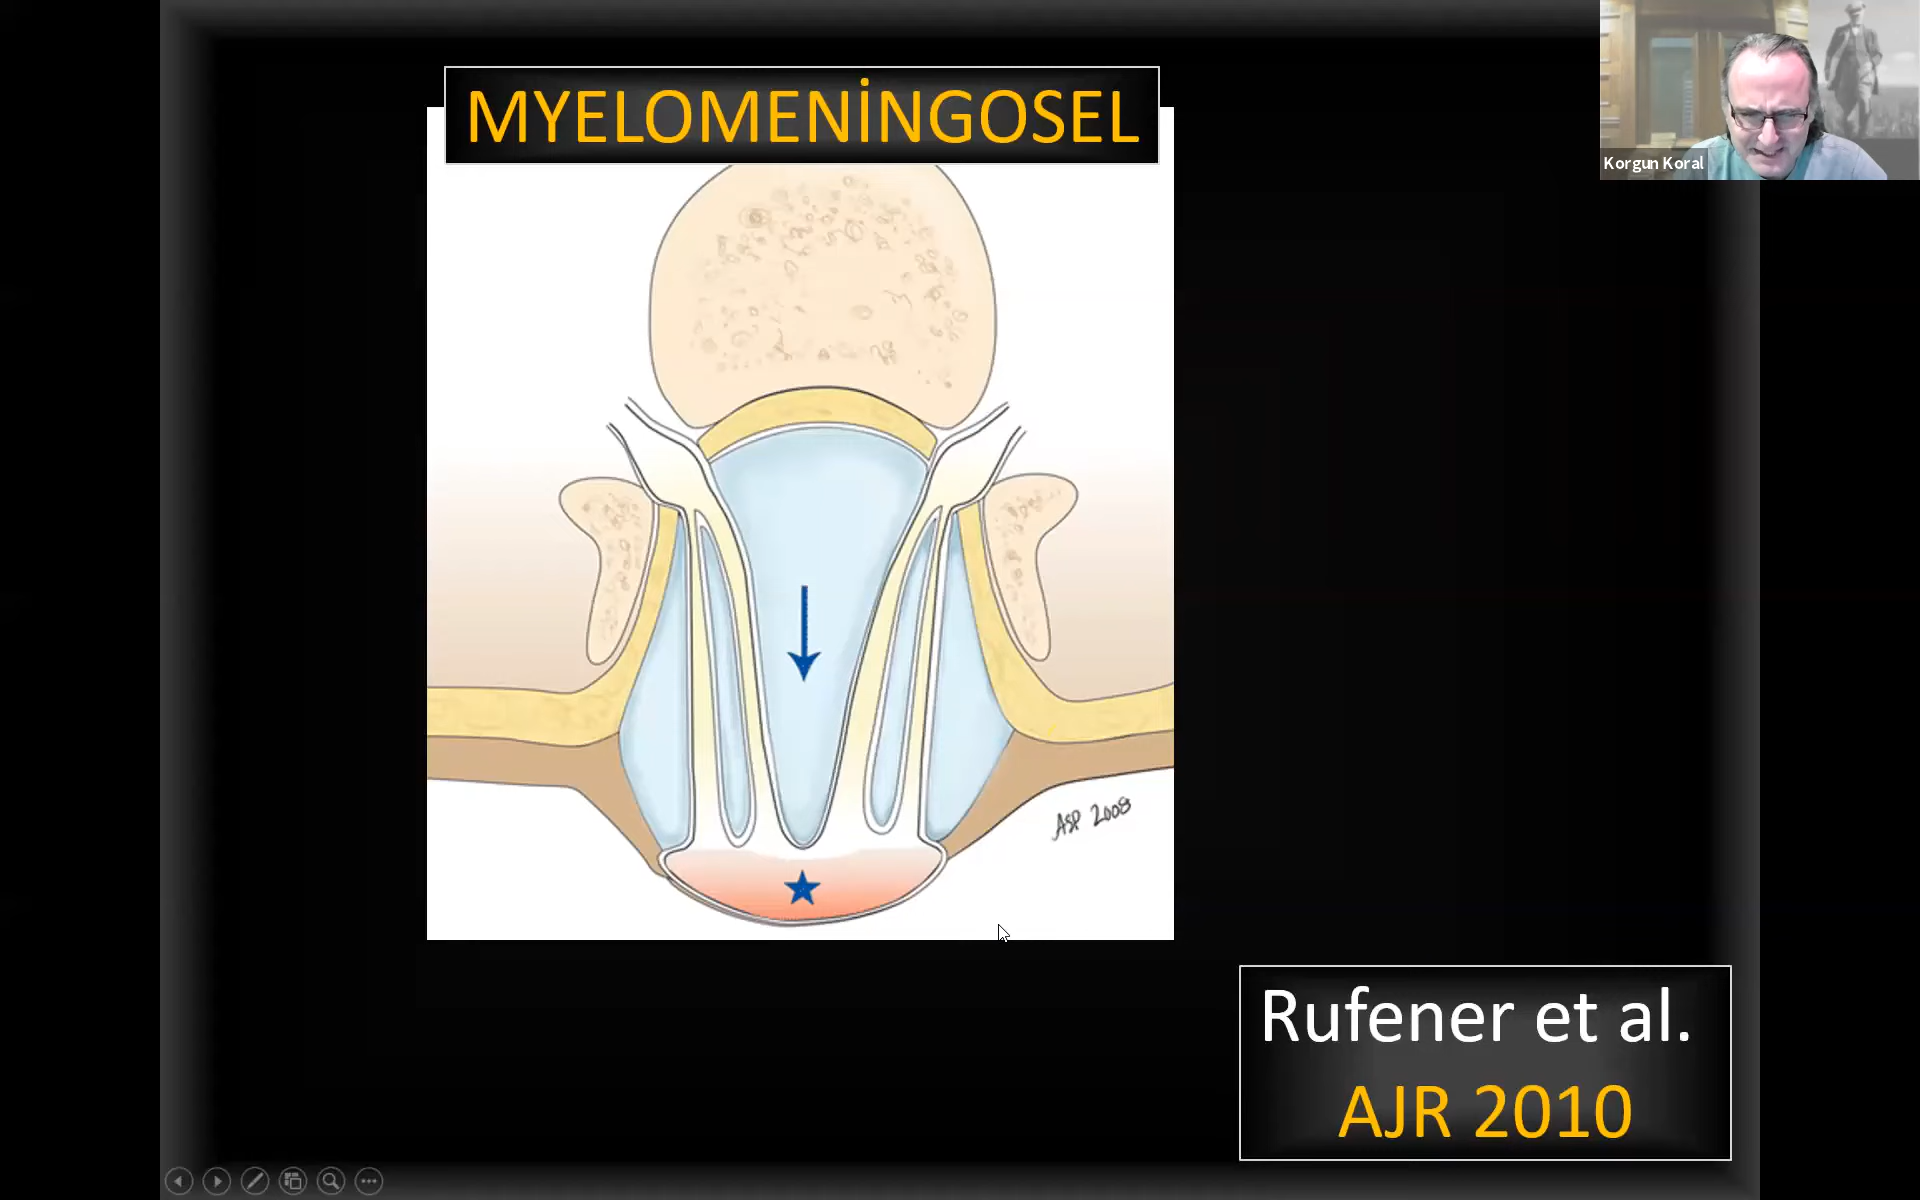 MYELOMENİNGOSEL
Korgun Koral
ASP 2008
Rufener et al.
AJR 2010